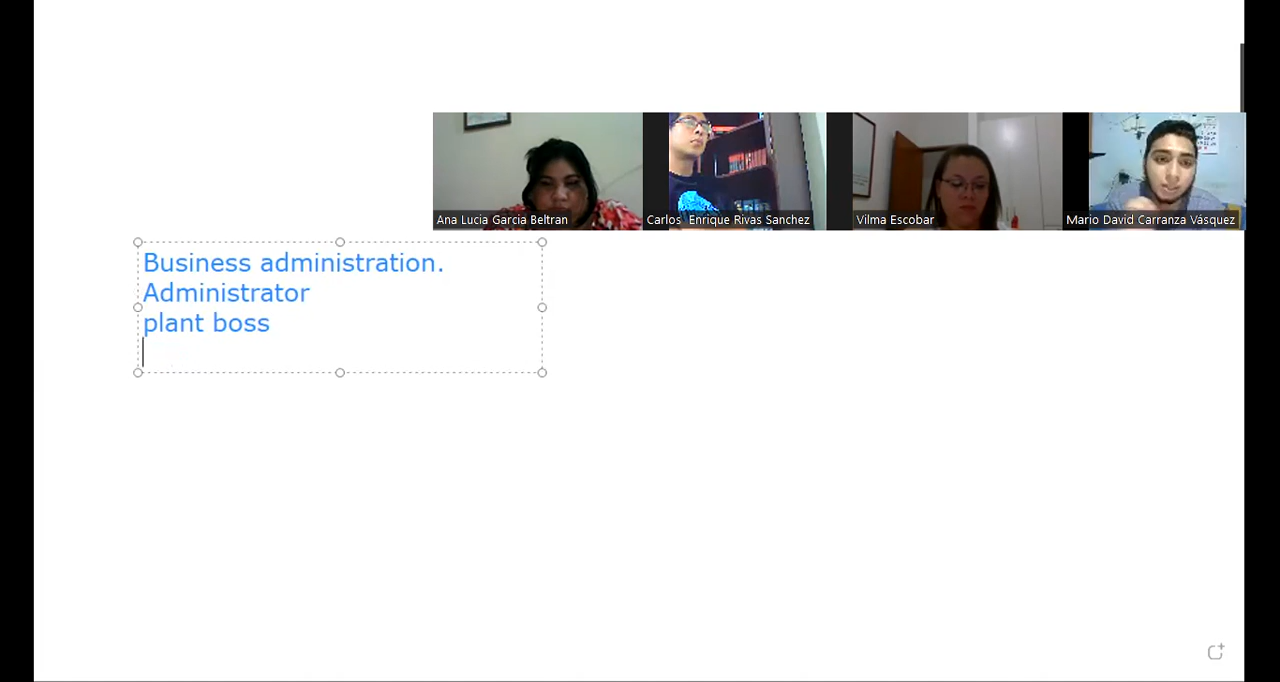 Ana Lucia Garcia Beltran
Carlos Enrique Rivas Sanchez
Vilma Escobar
Mario David Carranza Vásquez
Business administration.
Administrator
plant boss